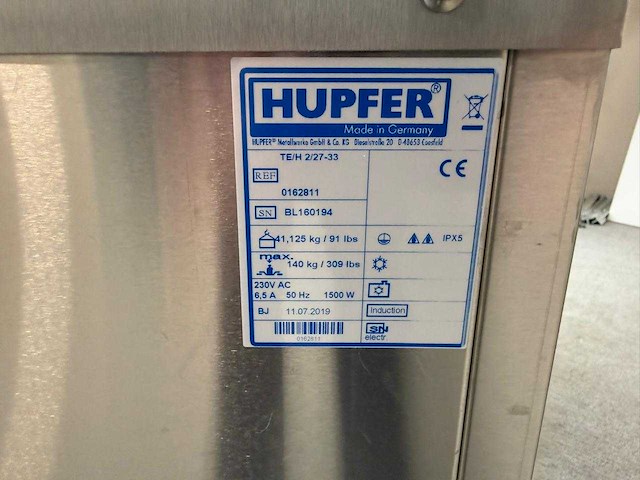 HUPFER®
Made in Germany
HUPFER® Metallwerke GmbH & Co. KG Dieselstraße 20 D-48653 Coesfeld
TE/H 2/27-33
REF
0162811
CE
SN BL160194
41,125 kg / 91 lbs
IPX5
max. 140 kg / 309 lbs
230V AC
6,5 A 50 Hz 1500 W
BJ 11.07.2019
Induction
0162811
SN
electr.